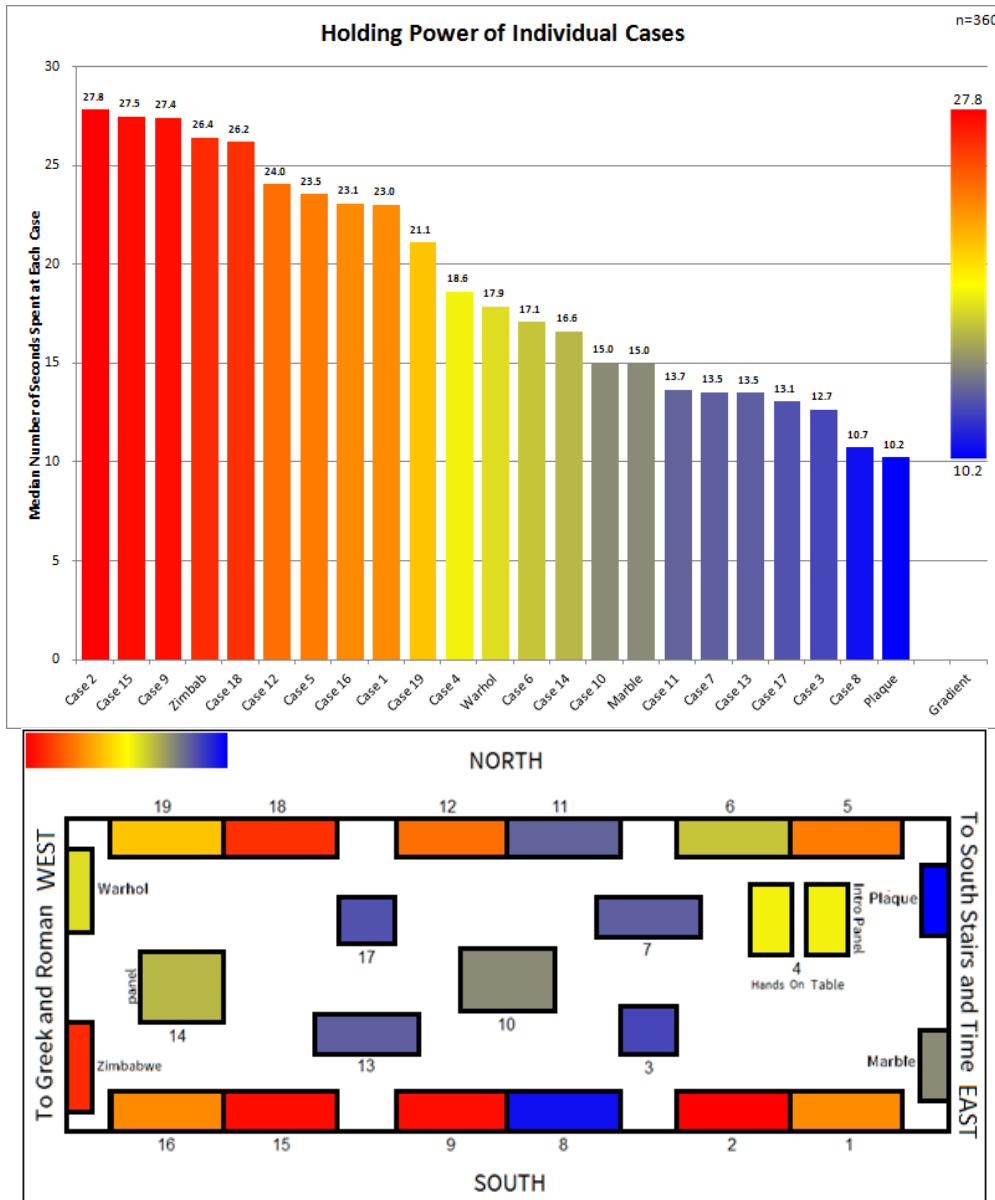 n=360
Holding Power of Individual Cases
Median Number of Seconds Spent at Each Case
30
25
20
15
10
5
0
27.8
27.5
27.4
26.4
26.2
24.0
23.5
23.1
23.0
21.1
18.6
17.9
17.1
16.6
15.0
15.0
13.7
13.5
13.5
13.1
12.7
10.7
10.2
27.8
10.2
Case 2
Case 15
Case 9
Zimbab
Case 18
Case 12
Case 5
Case 16
Case 1
Case 19
Case 4
Warhol
Case 6
Case 14
Case 10
Marble
Case 11
Case 7
Case 13
Case 17
Case 3
Case 8
Plaque
Gradient
NORTH
19
18
12
11
6
5
To Greek and Roman WEST
To South Stairs and Time EAST
Warhol
Plaque
Intro Panel
17
7
4
Hands On Table
panel
14
10
13
3
Zimbabwe
Marble
16
15
9
8
2
1
SOUTH